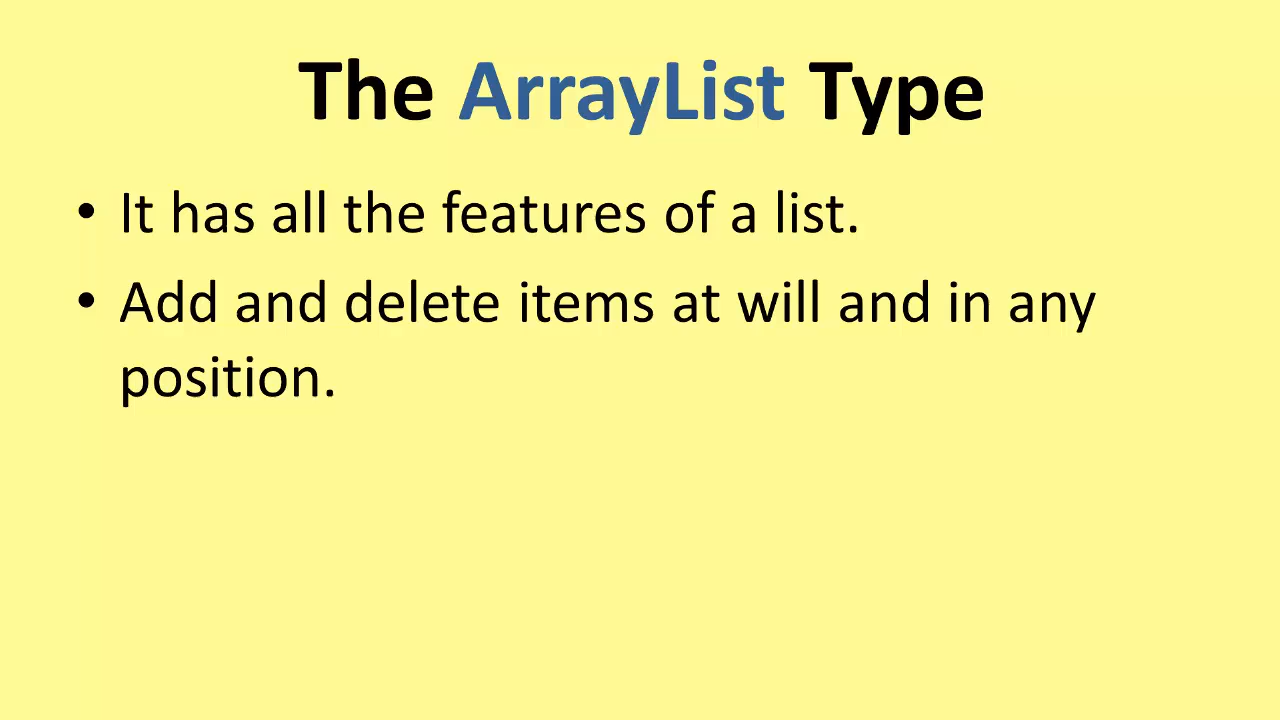 The ArrayList Type
• It has all the features of a list.
• Add and delete items at will and in any
position.